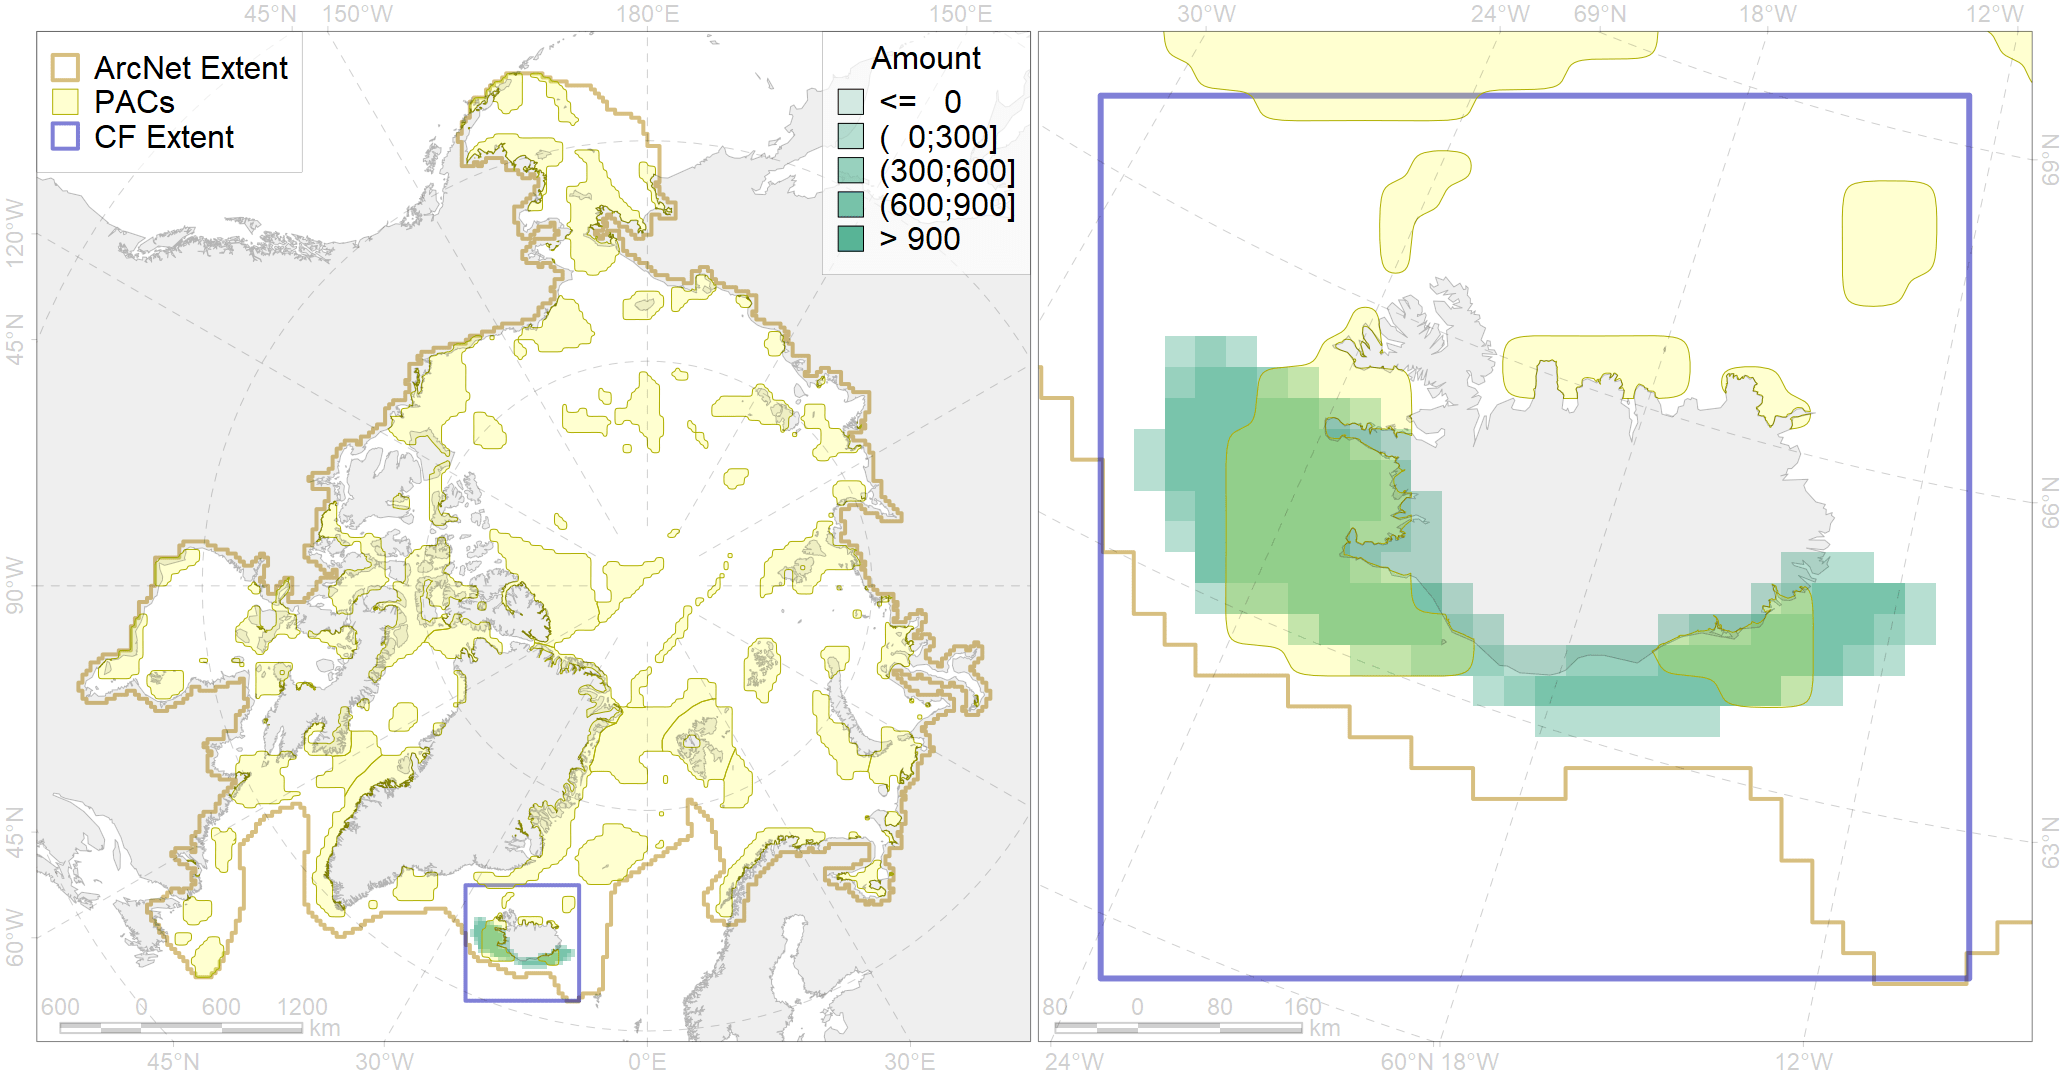 45°N 150°W 180°E 150°E 30°W 24°W 69°N 18°W 12°W
ArcNet Extent
PACs
CF Extent
Amount
<= 0
( 0;300]
(300;600]
(600;900]
> 900
120°W
45°N
90°W
45°N
60°W
69°N
66°N
63°N
600 0 600 1200
km
80 0 80 160
km
45°N 30°W 0°E 30°E 24°W 60°N 18°W 12°W